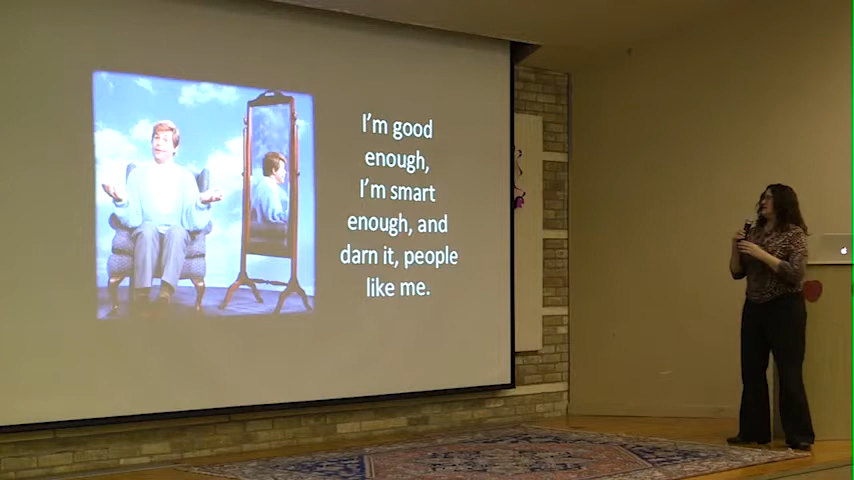 I'm good
enough,
I'm smart
enough, and
darn it, people
like me.